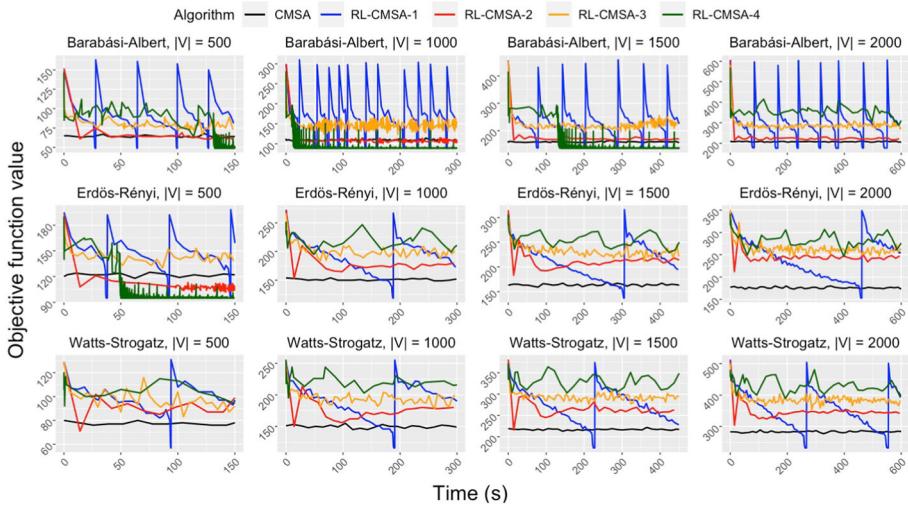 Algorithm CMSA RL-CMSA-1 RL-CMSA-2 RL-CMSA-3 RL-CMSA-4
Barabási-Albert, |V| = 500
150
125
100
75
50
0 50 100 150
Barabási-Albert, |V| = 1000
300
200
150
100
0 100 200 300
Barabási-Albert, |V| = 1500
300
200
0 100 200 300 400
Barabási-Albert, |V| = 2000
600
500
400
300
200
0 200 400 600
Erdös-Rényi, |V| = 500
180
150
120
90
0 50 100 150
Erdös-Rényi, |V| = 1000
250
200
150
0 100 200 300
Erdös-Rényi, |V| = 1500
300
250
200
150
0 100 200 300 400
Erdös-Rényi, |V| = 2000
300
250
200
150
0 200 400 600
Watts-Strogatz, |V| = 500
120
100
80
60
0 50 100 150
Watts-Strogatz, |V| = 1000
250
200
150
0 100 200 300
Watts-Strogatz, |V| = 1500
350
300
250
200
0 100 200 300 400
Watts-Strogatz, |V| = 2000
500
400
300
0 200 400 600
Objective function value
Time (s)